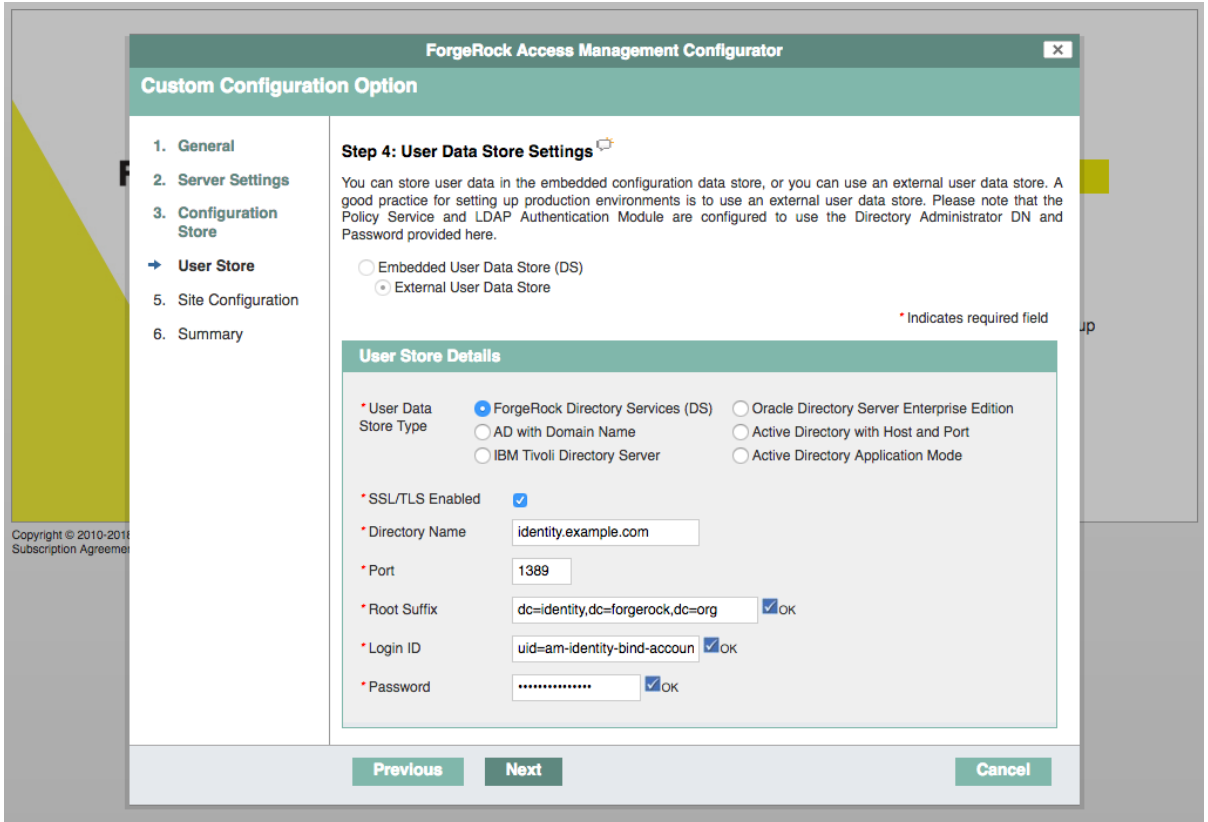 ForgeRock Access Management Configurator
Custom Configuration Option
1. General
2. Server Settings
3. Configuration
Store
User Store
5. Site Configuration
6. Summary
Step 4: User Data Store Settings
You can store user data in the embedded configuration data store, or you can use an external user data store. A
good practice for setting up production environments is to use an external user data store. Please note that the
Policy Service and LDAP Authentication Module are configured to use the Directory Administrator DN and
Password provided here.
Embedded User Data Store (DS)
External User Data Store
* Indicates required field
up
User Store Details
* User Data
Store Type
ForgeRock Directory Services (DS)
Oracle Directory Server Enterprise Edition
AD with Domain Name
Active Directory with Host and Port
IBM Tivoli Directory Server
Active Directory Application Mode
* SSL/TLS Enabled
* Directory Name identity.example.com
* Port 1389
* Root Suffix dc=identity,dc=forgerock,dc=org OK
* Login ID uid=am-identity-bind-accoun OK
* Password ••••••••••••••• OK
Copyright © 2010-2018
Subscription Agreemen
Previous Next Cancel